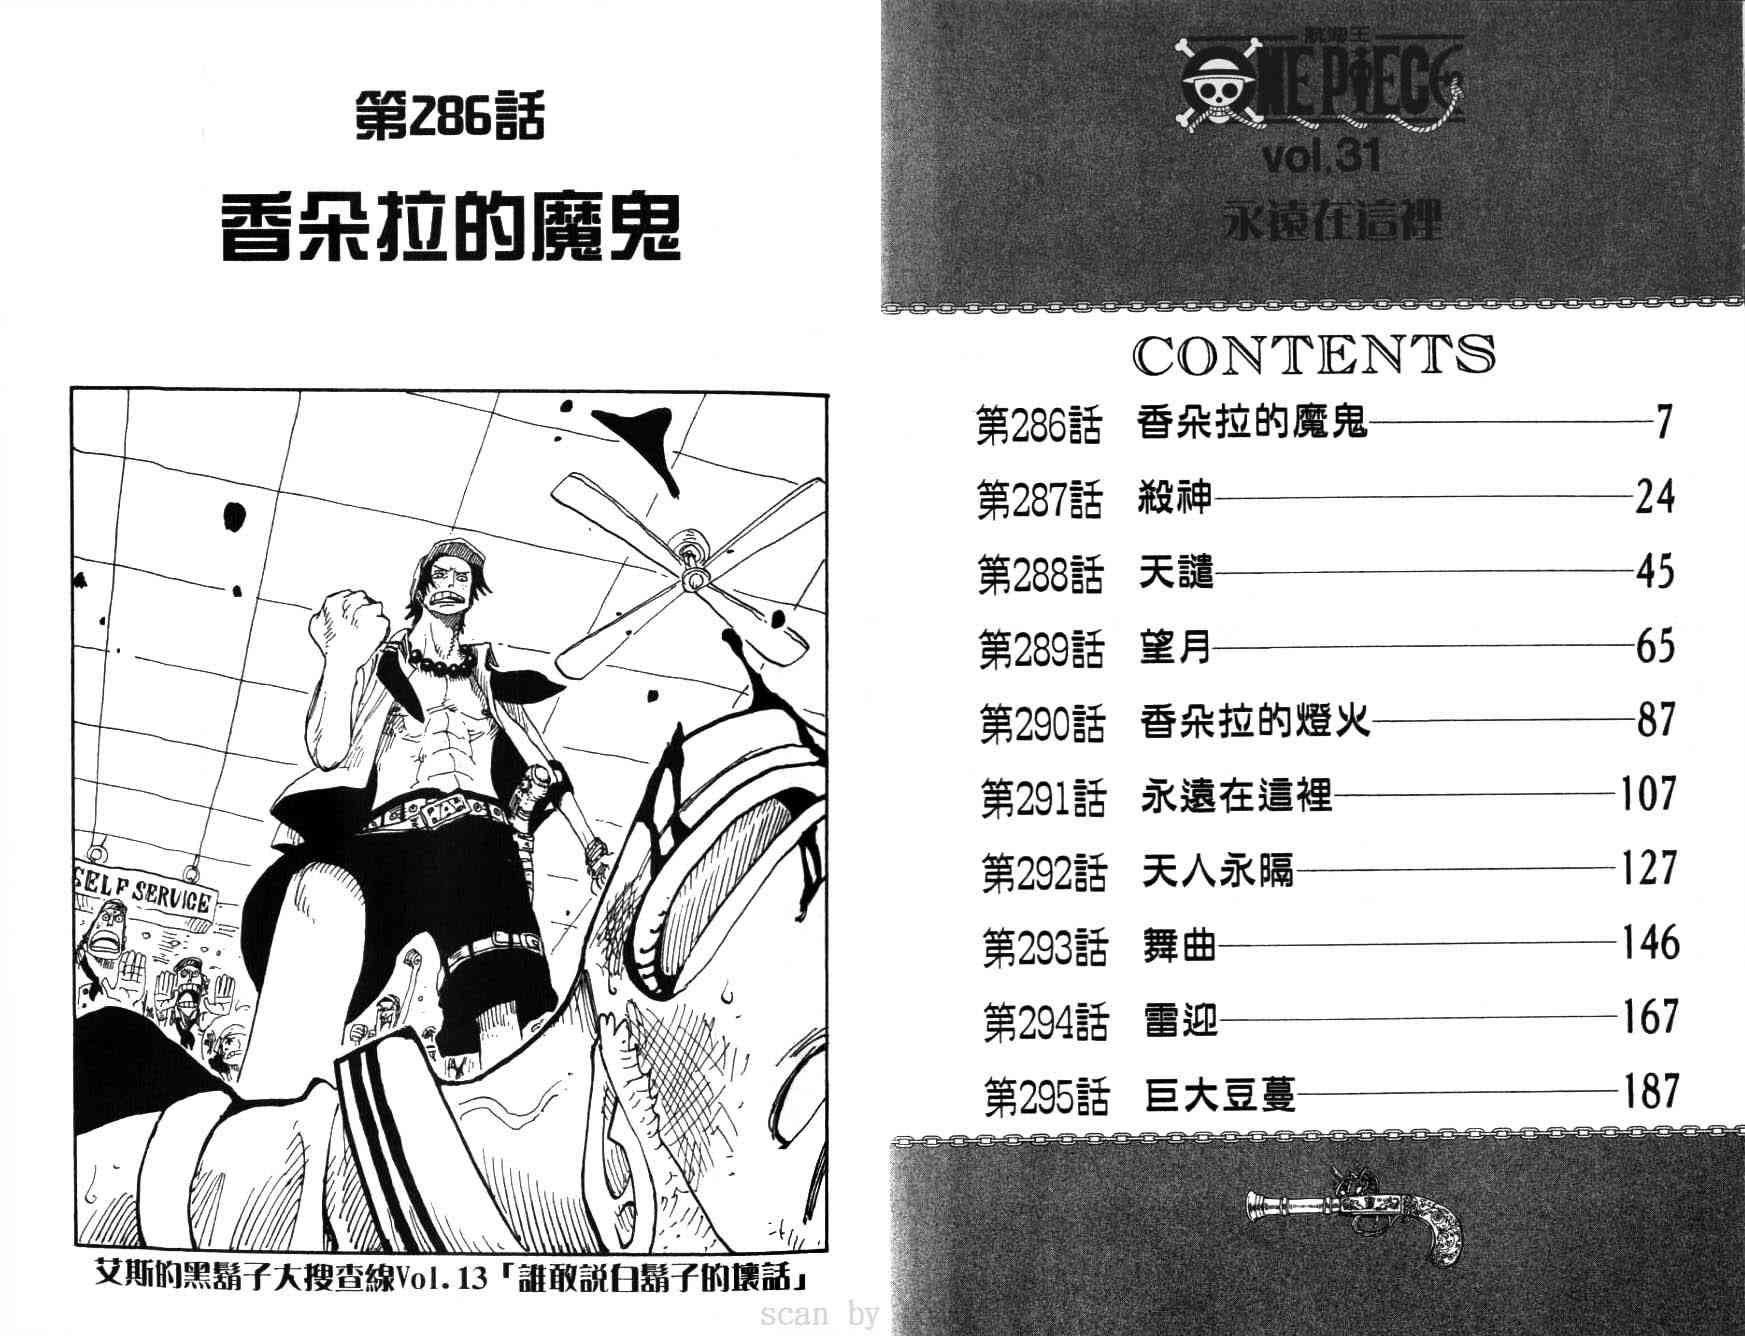 航海王
ONE PIECE
vol.31
永遠在這裡
CONTENTS
第286話 香朵拉的魔鬼 7
第287話 殺神 24
第288話 天譴 45
第289話 望月 65
第290話 香朵拉的燈火 87
第291話 永遠在這裡 107
第292話 天人永隔 127
第293話 舞曲 146
第294話 雷迎 167
第295話 巨大豆蔓 187
第286話
香朵拉的魔鬼
SELF SERVICE
艾斯的黑鬍子大搜查線Vol.13「誰敢說白鬍子的壞話」
scan by